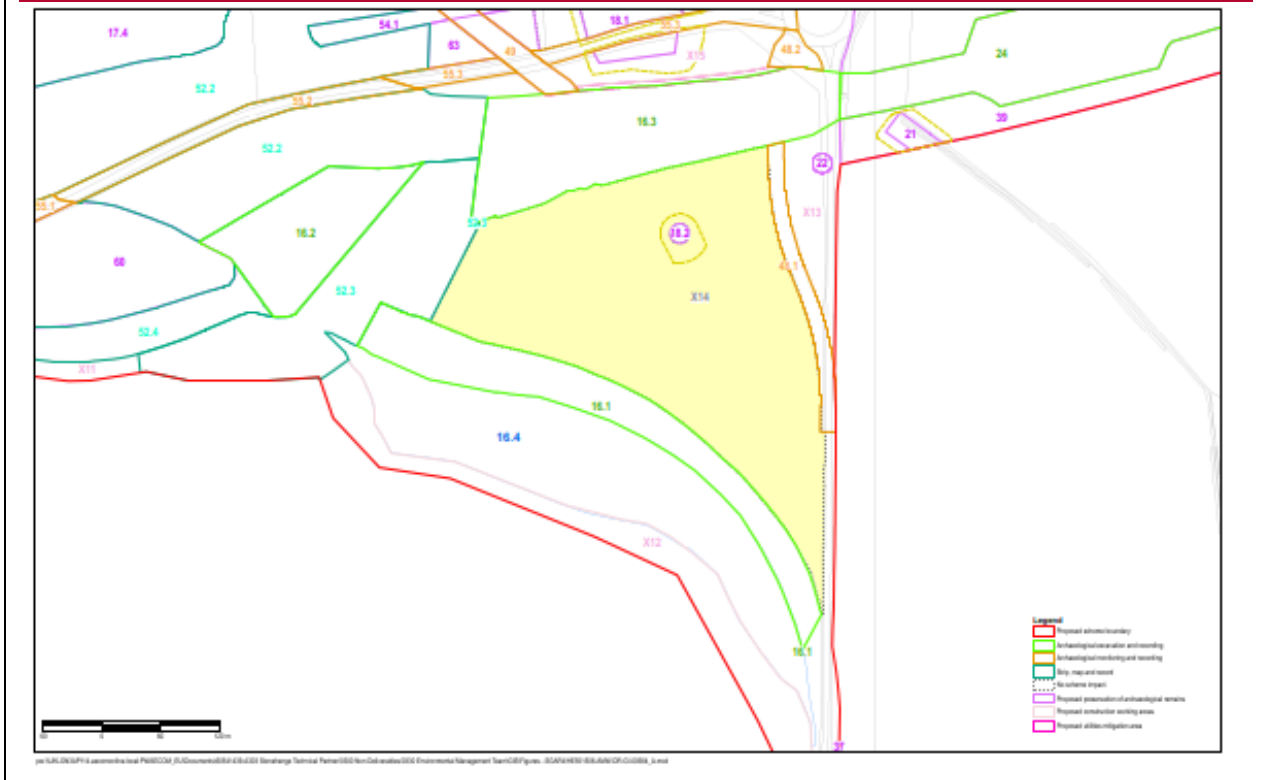 17.4
54.1
18.1
63
49
55.3
X15
48.2
24
52.2
55.3
55.2
16.3
39
21
52.2
22
55.1
X13
16.2
60
48.1
X14
52.3
52.4
X11
16.1
16.4
X12
16.1
37
Legend
Proposed scheme boundary
Archaeological excavation and recording
Archaeological monitoring and recording
Strip, map and record
No scheme impact
Proposed preservation of archaeological remains
Proposed construction working areas
Proposed utilities mitigation area